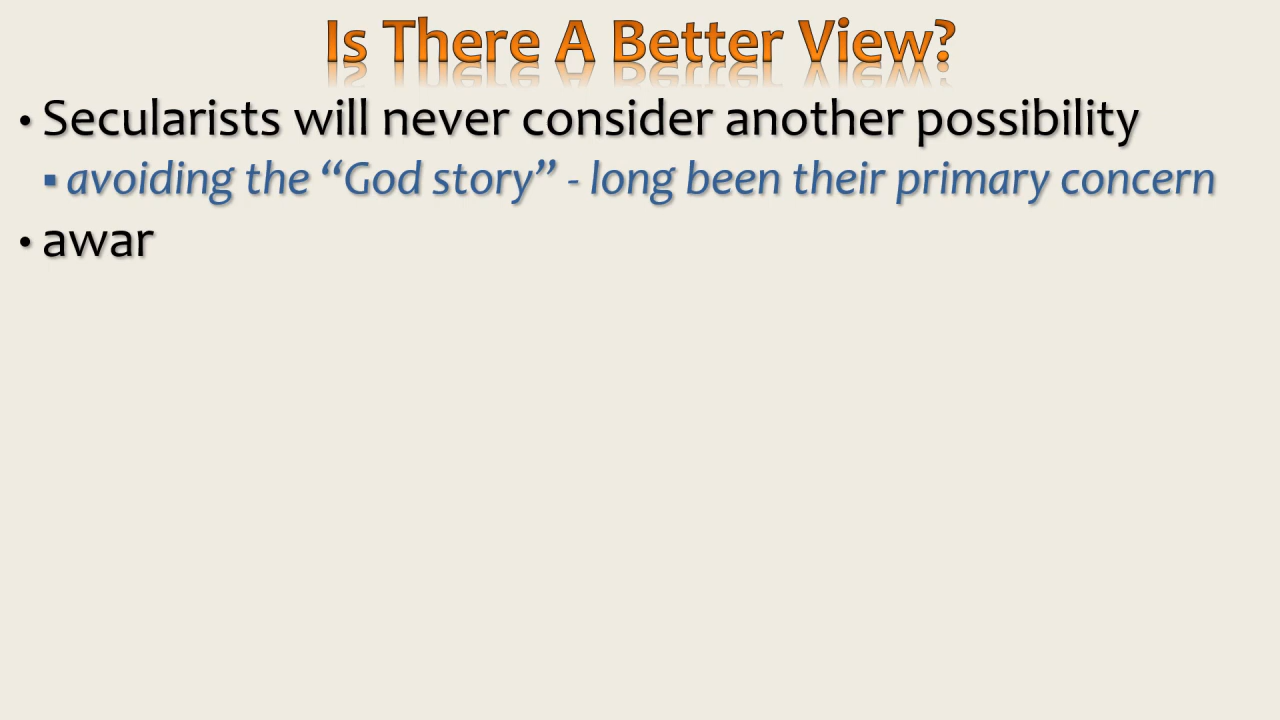 Is There A Better View?
• Secularists will never consider another possibility
▪ avoiding the “God story” - long been their primary concern
• awar